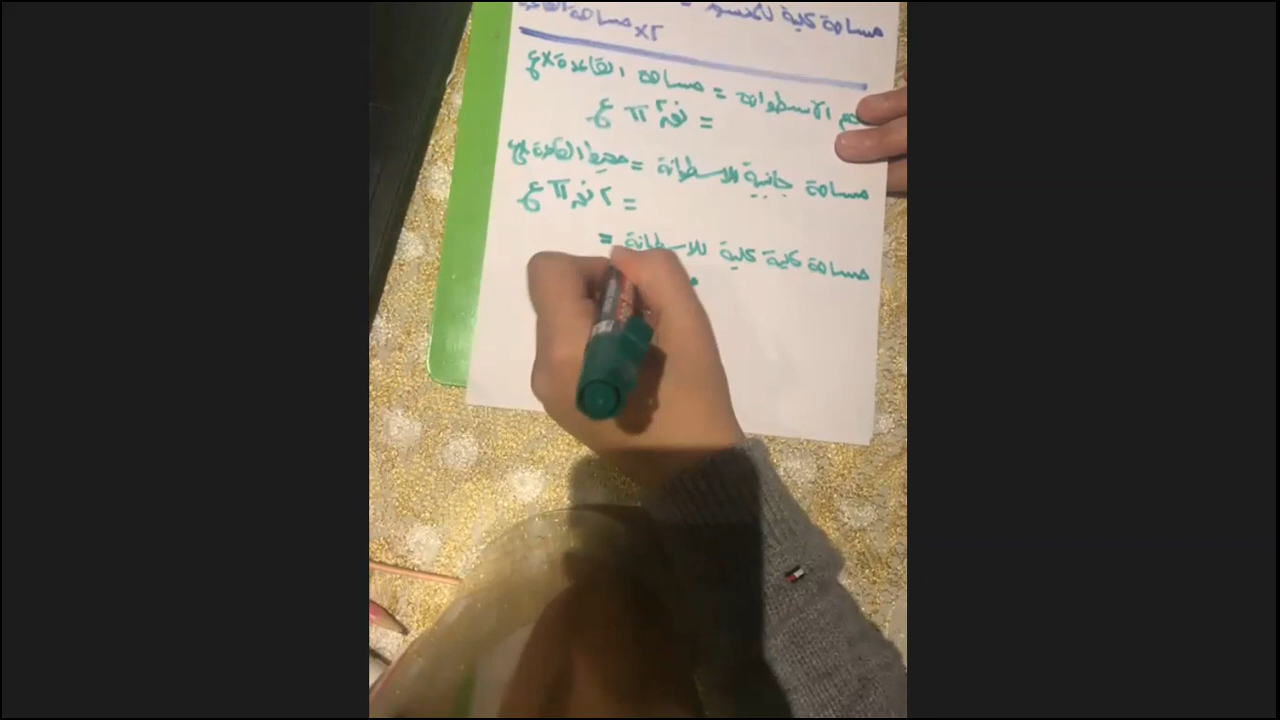 مساحة كلية للمنشور =
٢× مساحة القاعدة
حجم الاسطوانة = مساحة القاعدة × ع
= نق² π ع
مساحة جانبية للاسطوانة = محيط القاعدة × ع
= ٢ نق π ع
مساحة كلية كلية للاسطوانة =